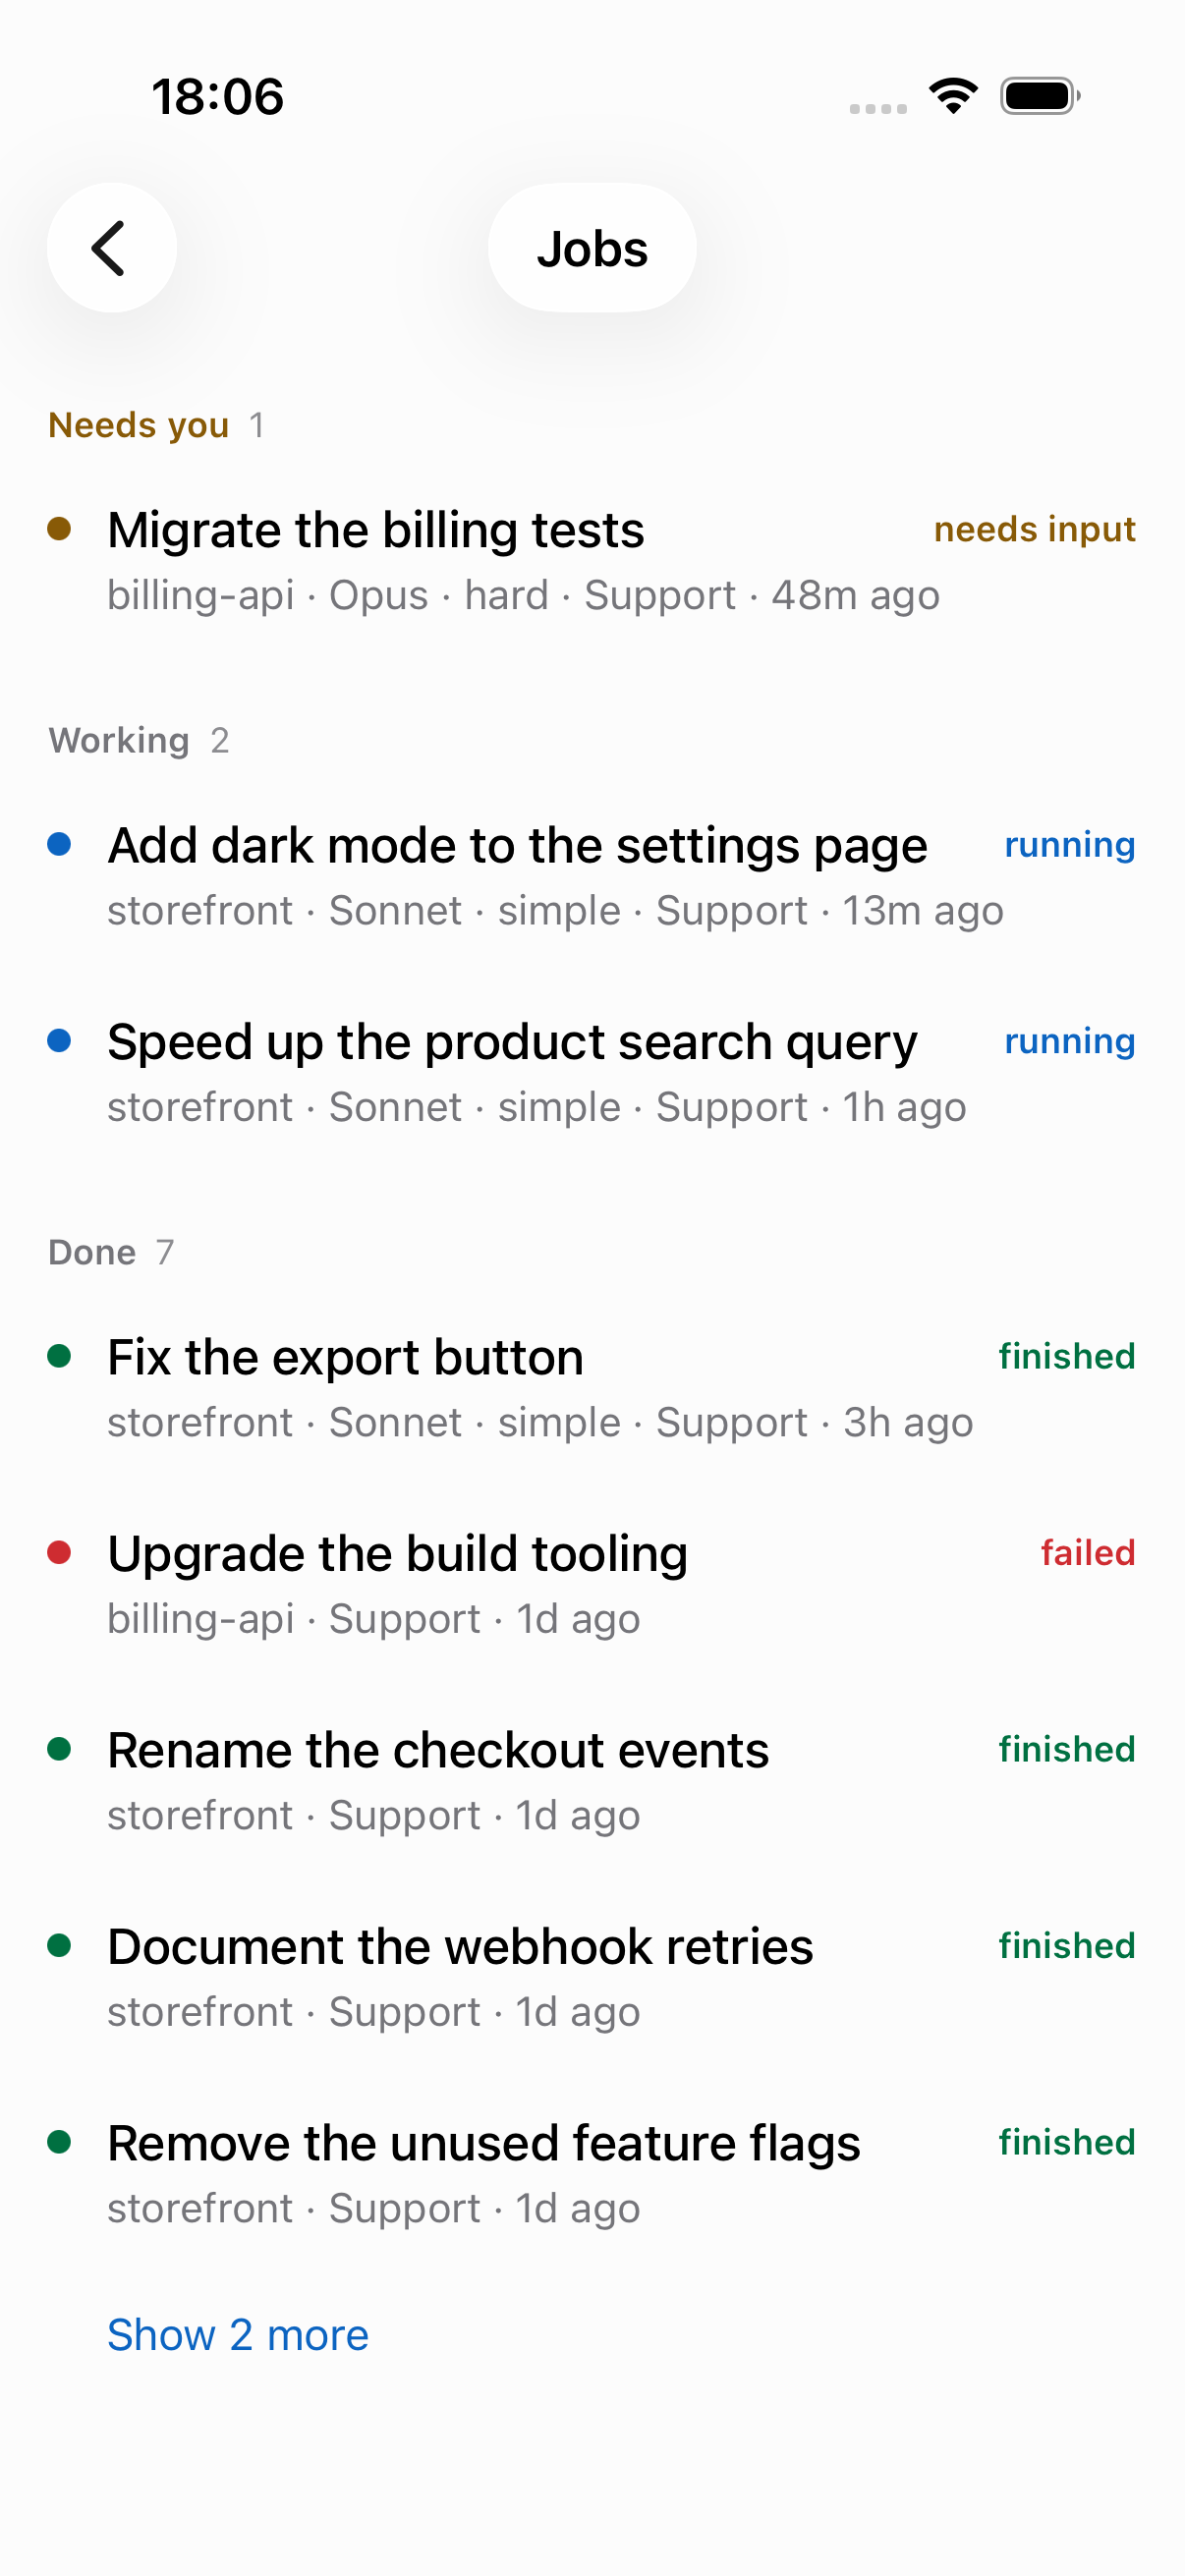 18:06
Jobs
Needs you 1
Migrate the billing tests needs input
billing-api · Opus · hard · Support · 48m ago
Working 2
Add dark mode to the settings page running
storefront · Sonnet · simple · Support · 13m ago
Speed up the product search query running
storefront · Sonnet · simple · Support · 1h ago
Done 7
Fix the export button finished
storefront · Sonnet · simple · Support · 3h ago
Upgrade the build tooling failed
billing-api · Support · 1d ago
Rename the checkout events finished
storefront · Support · 1d ago
Document the webhook retries finished
storefront · Support · 1d ago
Remove the unused feature flags finished
storefront · Support · 1d ago
Show 2 more